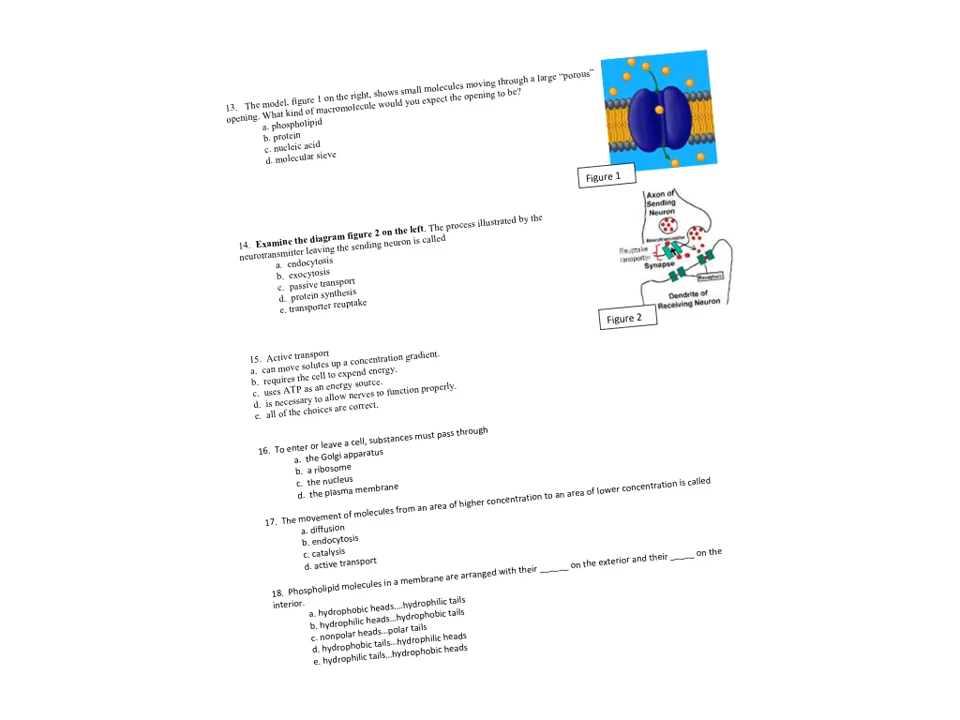 13. The model, figure 1 on the right, shows small molecules moving through a large "porous"
opening. What kind of macromolecule would you expect the opening to be?
a. phospholipid
b. protein
c. nucleic acid
d. molecular sieve
Figure 1
14. Examine the diagram figure 2 on the left. The process illustrated by the
neurotransmitter leaving the sending neuron is called
a. endocytosis
b. exocytosis
c. passive transport
d. protein synthesis
e. transporter reuptake
Axon of
Sending
Neuron
Neurotransmitter
Reuptake
transporter
Synapse
Receptors
Dendrite of
Receiving Neuron
Figure 2
15. Active transport
a. can move solutes up a concentration gradient.
b. requires the cell to expend energy.
c. uses ATP as an energy source.
d. is necessary to allow nerves to function properly.
e. all of the choices are correct.
16. To enter or leave a cell, substances must pass through
a. the Golgi apparatus
b. a ribosome
c. the nucleus
d. the plasma membrane
17. The movement of molecules from an area of higher concentration to an area of lower concentration is called
a. diffusion
b. endocytosis
c. catalysis
d. active transport
18. Phospholipid molecules in a membrane are arranged with their ______ on the exterior and their _____ on the
interior.
a. hydrophobic heads....hydrophilic tails
b. hydrophilic heads...hydrophobic tails
c. nonpolar heads...polar tails
d. hydrophobic tails...hydrophilic heads
e. hydrophilic tails...hydrophobic heads